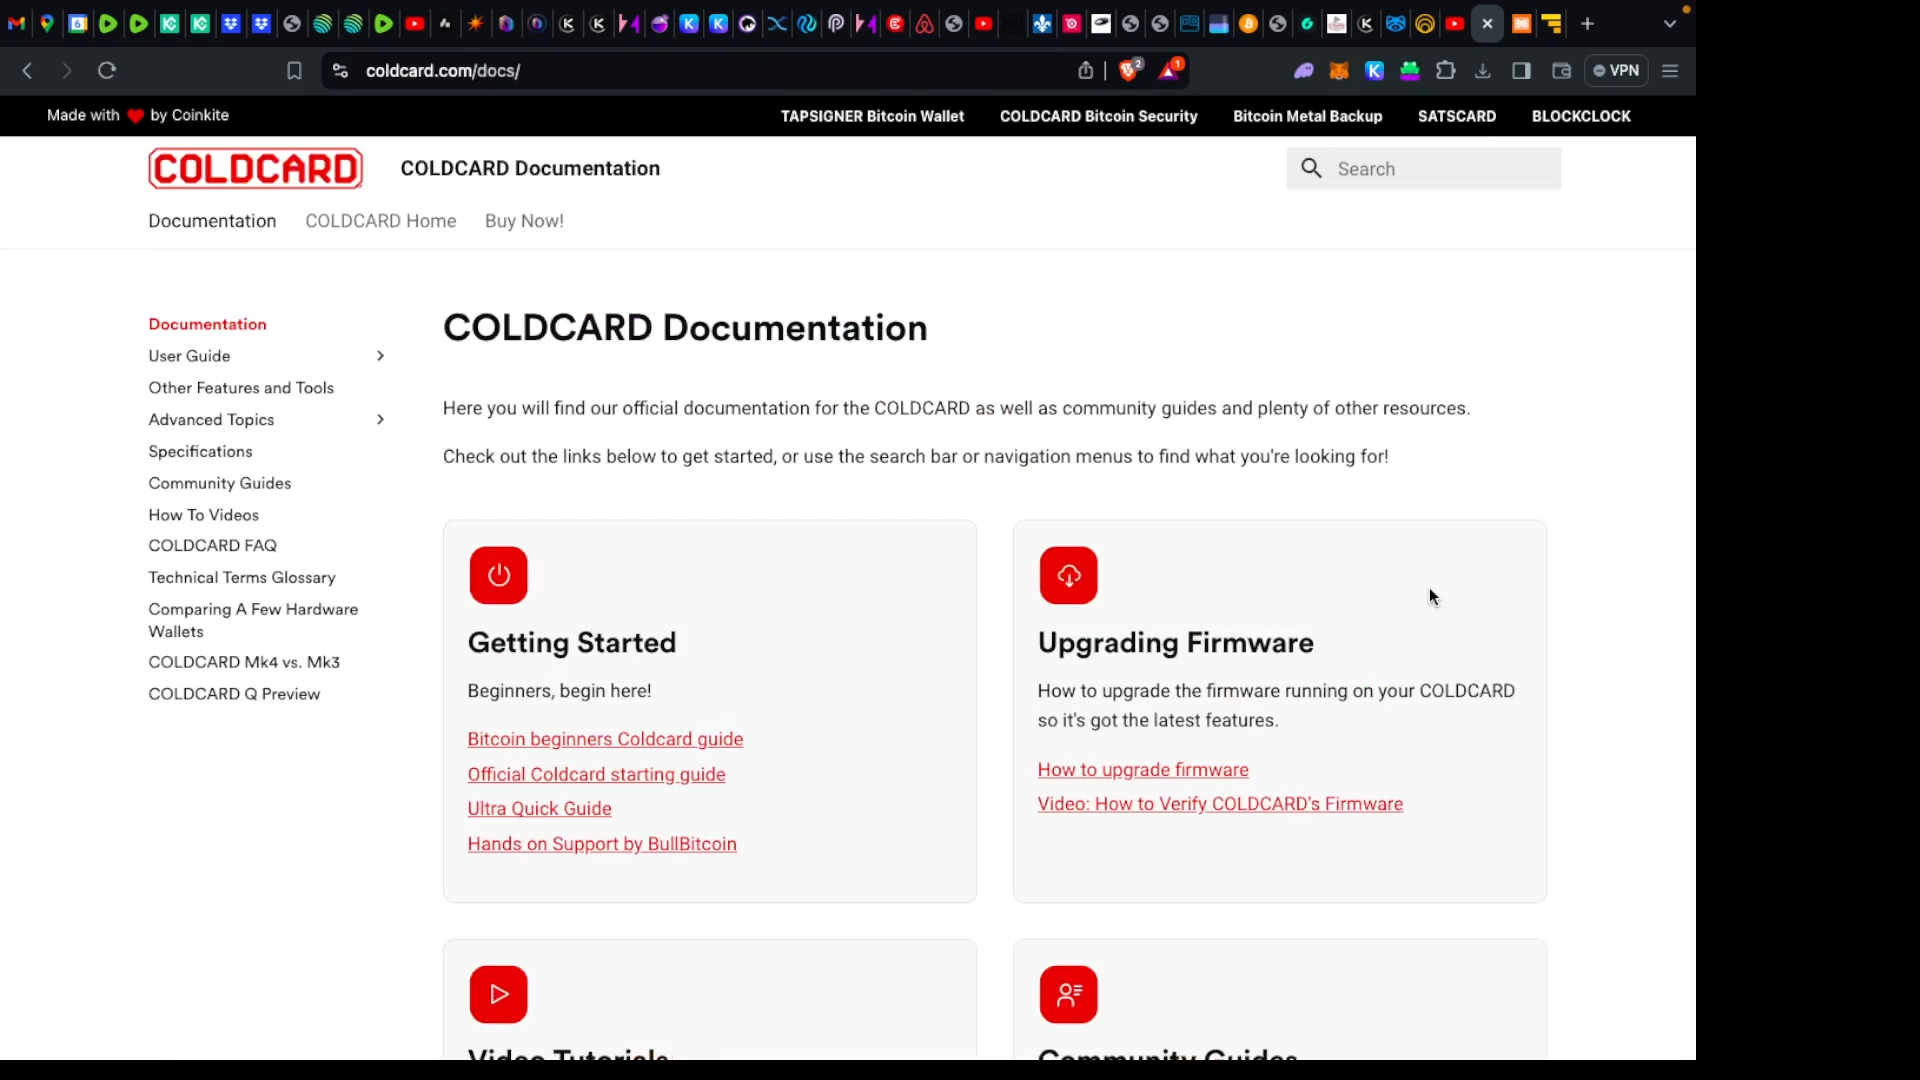 coldcard.com/docs/
2
1
VPN
Made with ❤ by Coinkite
TAPSIGNER Bitcoin Wallet
COLDCARD Bitcoin Security
Bitcoin Metal Backup
SATSCARD
BLOCKCLOCK
COLDCARD
COLDCARD Documentation
Search
Documentation
COLDCARD Home
Buy Now!
Documentation
User Guide
Other Features and Tools
Advanced Topics
Specifications
Community Guides
How To Videos
COLDCARD FAQ
Technical Terms Glossary
Comparing A Few Hardware
Wallets
COLDCARD Mk4 vs. Mk3
COLDCARD Q Preview
COLDCARD Documentation
Here you will find our official documentation for the COLDCARD as well as community guides and plenty of other resources.
Check out the links below to get started, or use the search bar or navigation menus to find what you're looking for!
Getting Started
Beginners, begin here!
Bitcoin beginners Coldcard guide
Official Coldcard starting guide
Ultra Quick Guide
Hands on Support by BullBitcoin
Upgrading Firmware
How to upgrade the firmware running on your COLDCARD
so it's got the latest features.
How to upgrade firmware
Video: How to Verify COLDCARD's Firmware
Video Tutorials
Community Guides